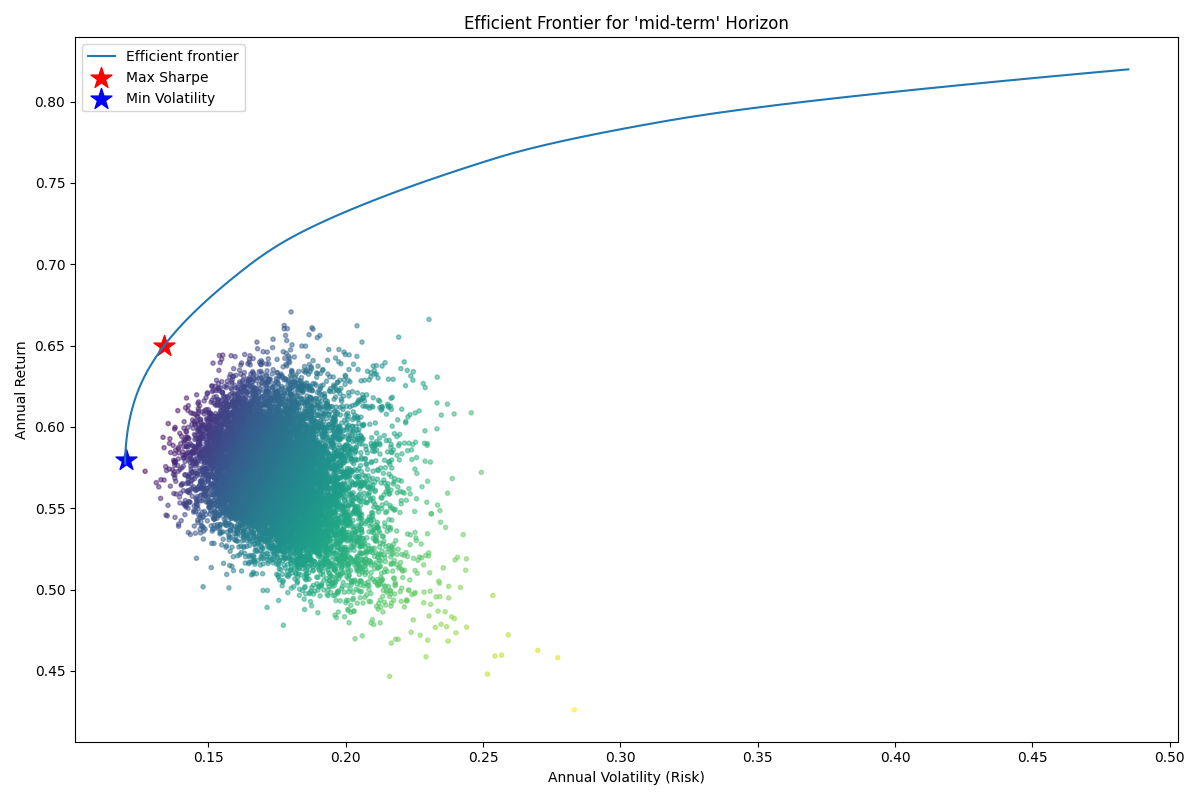 Efficient Frontier for 'mid-term' Horizon
Efficient frontier
Max Sharpe
Min Volatility
Annual Return
0.80
0.75
0.70
0.65
0.60
0.55
0.50
0.45
0.15
0.20
0.25
0.30
0.35
0.40
0.45
0.50
Annual Volatility (Risk)